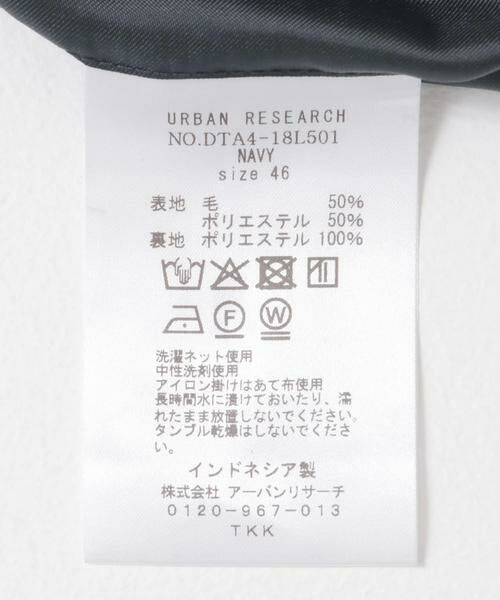 URBAN RESEARCH
NO.DTA4-18L501
NAVY
size 46
表地 毛 50%
ポリエステル 50%
裏地 ポリエステル 100%
F
W
洗濯ネット使用
中性洗剤使用
アイロン掛けはあて布使用
長時間水に漬けておいたり、濡
れたまま放置しないでください。
タンブル乾燥はしないでくださ
い。
インドネシア製
株式会社 アーバンリサーチ
0120-967-013
TKK